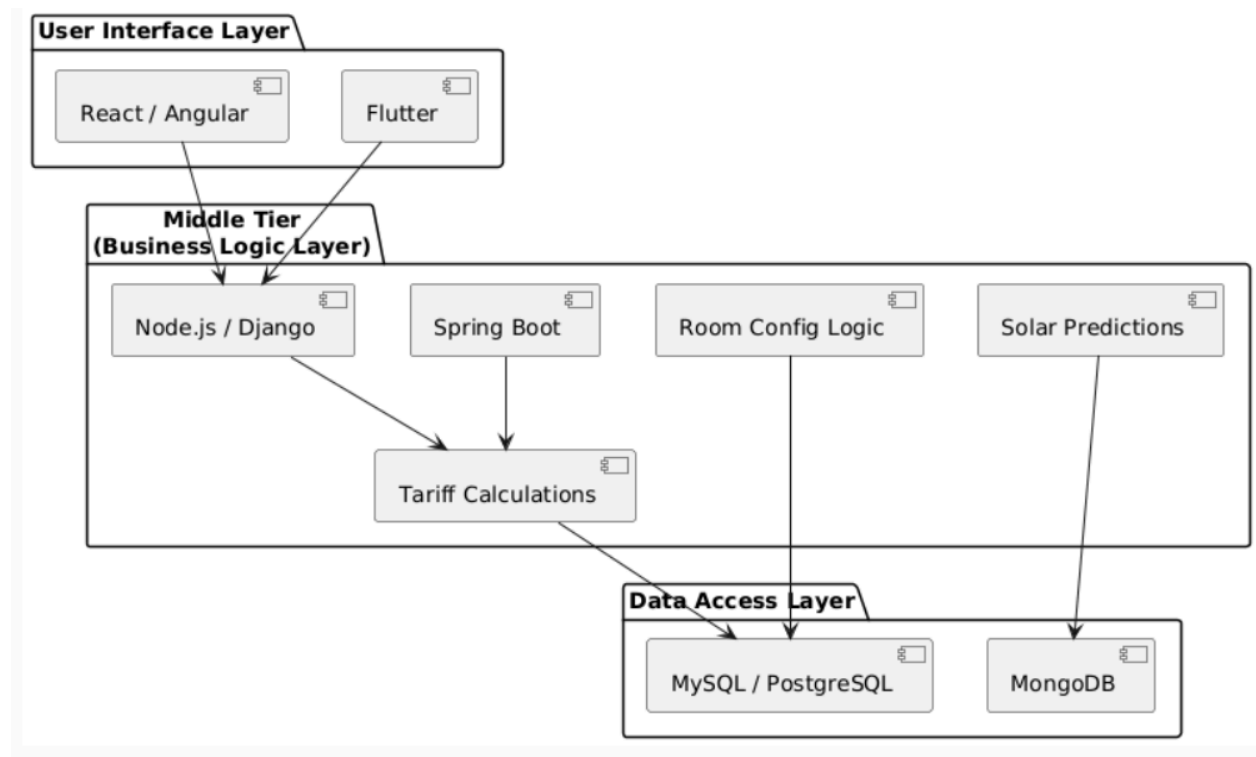 User Interface Layer
React / Angular
Flutter
Middle Tier
(Business Logic Layer)
Node.js / Django
Spring Boot
Room Config Logic
Solar Predictions
Tariff Calculations
Data Access Layer
MySQL / PostgreSQL
MongoDB